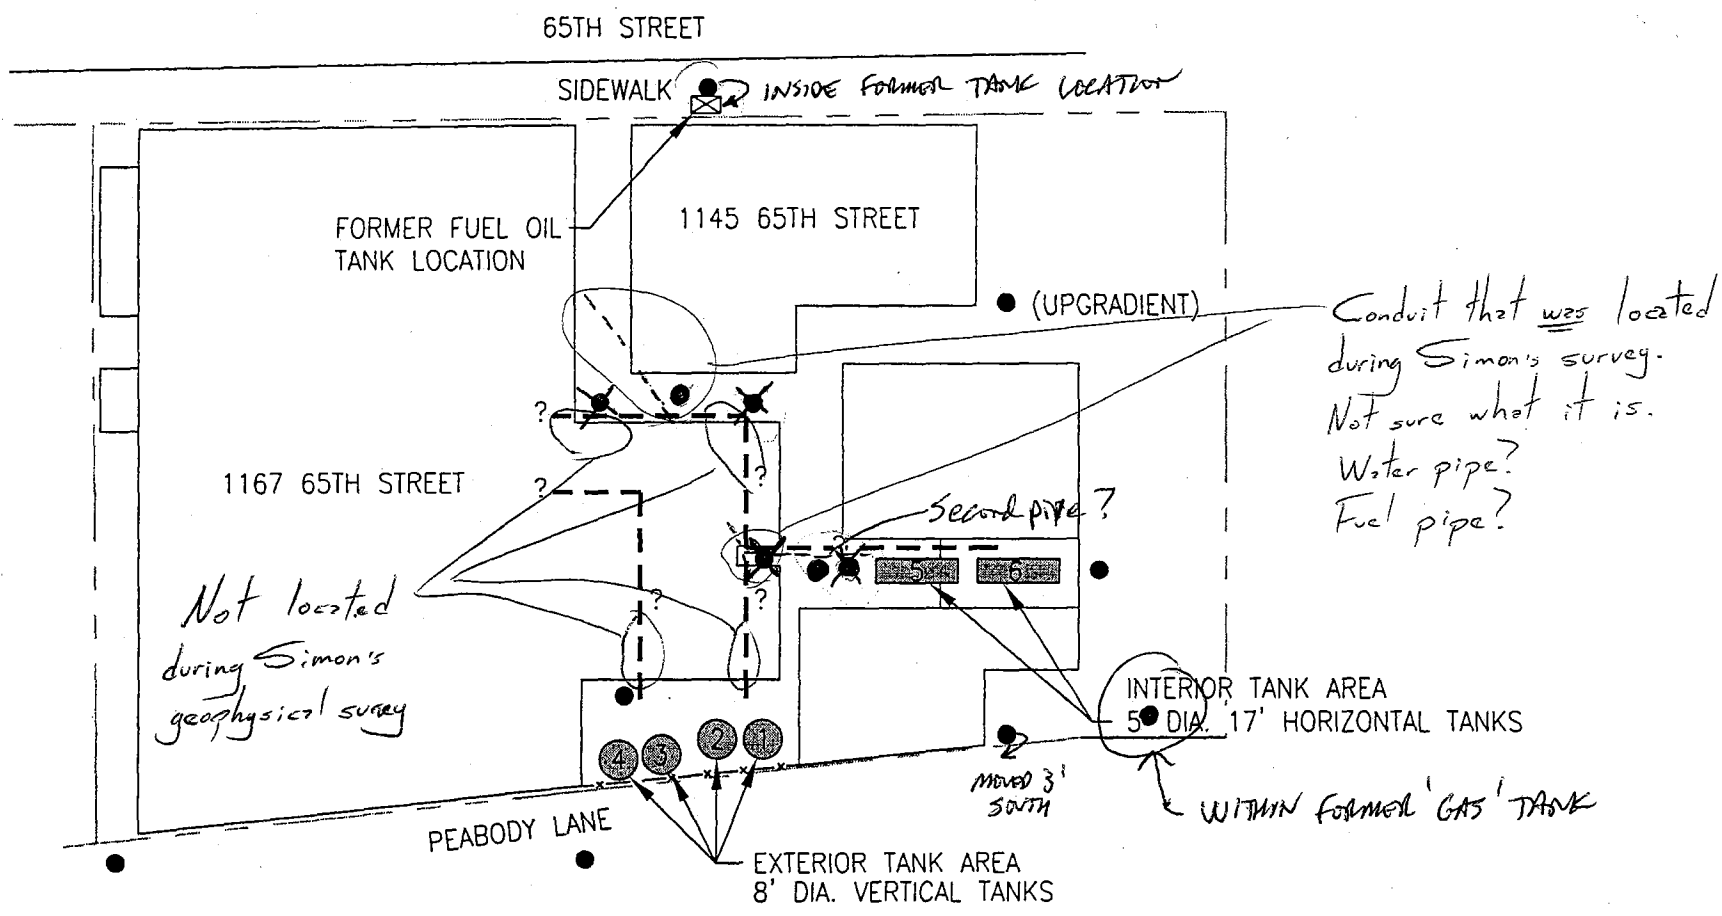 65TH STREET
SIDEWALK
INSIDE FORMER TANK LOCATION
FORMER FUEL OIL
TANK LOCATION
1145 65TH STREET
(UPGRADIENT)
Conduit that was located
during Simon's survey.
Not sure what it is.
Water pipe?
Fuel pipe?
?
?
1167 65TH STREET
?
Second pipe?
?
5
6
?
?
Not located
during Simon's
geophysical survey
INTERIOR TANK AREA
5' DIA. 17' HORIZONTAL TANKS
4
3
2
1
MOVED 3'
SOUTH
WITHIN FORMER 'GAS' TANK
PEABODY LANE
EXTERIOR TANK AREA
8' DIA. VERTICAL TANKS